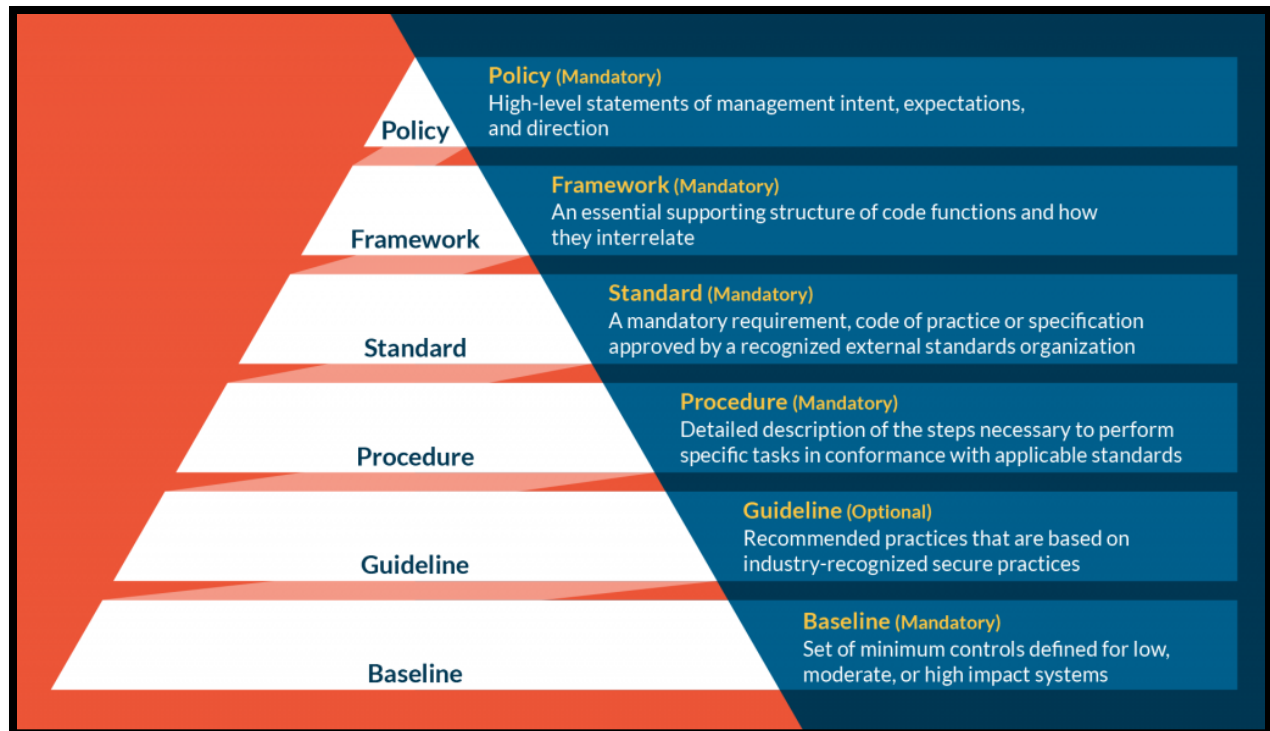 Policy
Policy (Mandatory)
High-level statements of management intent, expectations,
and direction
Framework
Framework (Mandatory)
An essential supporting structure of code functions and how
they interrelate
Standard
Standard (Mandatory)
A mandatory requirement, code of practice or specification
approved by a recognized external standards organization
Procedure
Procedure (Mandatory)
Detailed description of the steps necessary to perform
specific tasks in conformance with applicable standards
Guideline
Guideline (Optional)
Recommended practices that are based on
industry-recognized secure practices
Baseline
Baseline (Mandatory)
Set of minimum controls defined for low,
moderate, or high impact systems